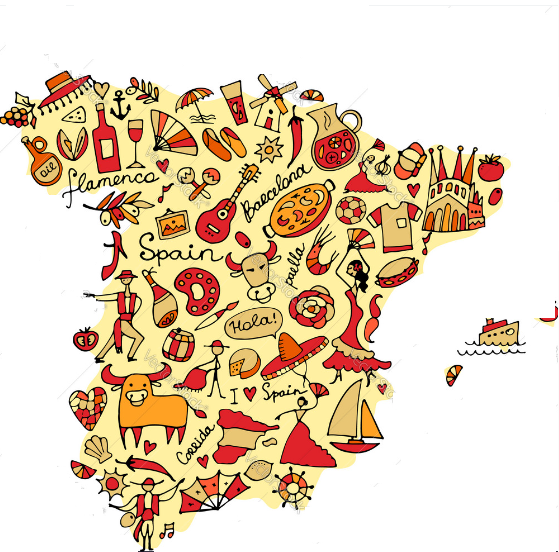 oil
flamenco
Barcelona
Spain
paella
Hola!
I
Spain
Corrida